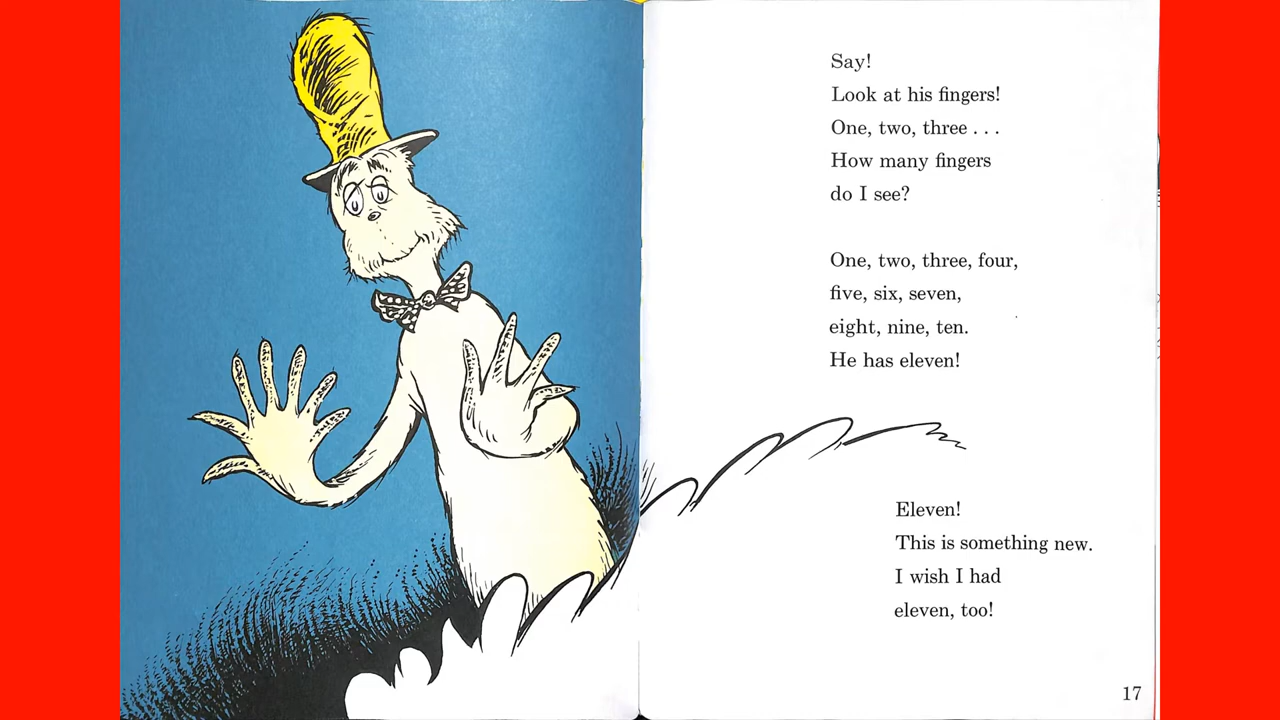 Say!
Look at his fingers!
One, two, three . . .
How many fingers
do I see?
One, two, three, four,
five, six, seven,
eight, nine, ten.
He has eleven!
Eleven!
This is something new.
I wish I had
eleven, too!
17